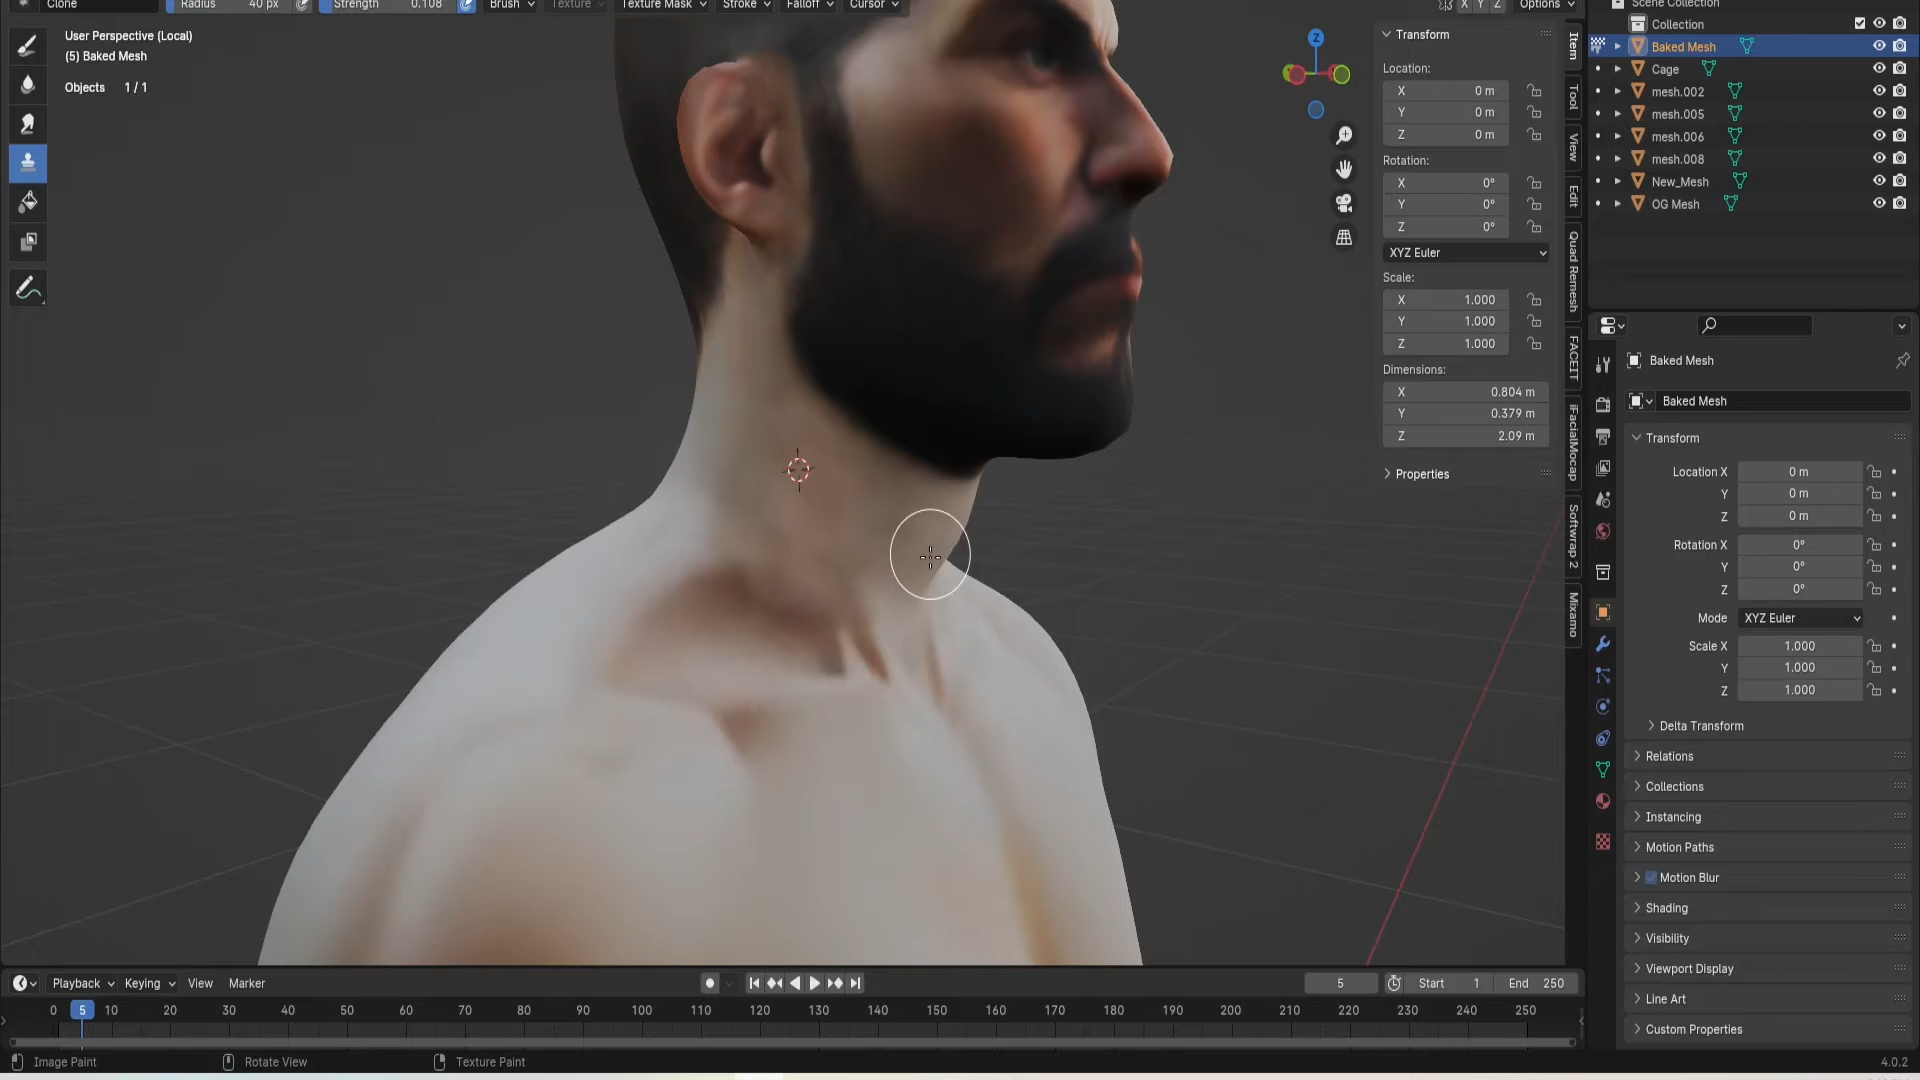 Clone Radius 40 px Strength 0.108 Brush Texture Texture Mask Stroke Falloff Cursor X Y Z Options
User Perspective (Local)
(5) Baked Mesh
Objects 1 / 1
Z
Transform
Location:
X 0 m
Y 0 m
Z 0 m
Rotation:
X 0°
Y 0°
Z 0°
XYZ Euler
Scale:
X 1.000
Y 1.000
Z 1.000
Dimensions:
X 0.804 m
Y 0.379 m
Z 2.09 m
Properties
Item
Tool
View
Edit
Quad Remesh
FACEIT
iFacialMocap
Softwrap 2
Mixamo
Scene Collection
Collection
Baked Mesh
Cage
mesh.002
mesh.005
mesh.006
mesh.008
New_Mesh
OG Mesh
Baked Mesh
Baked Mesh
Transform
Location X 0 m
Y 0 m
Z 0 m
Rotation X 0°
Y 0°
Z 0°
Mode XYZ Euler
Scale X 1.000
Y 1.000
Z 1.000
Delta Transform
Relations
Collections
Instancing
Motion Paths
Motion Blur
Shading
Visibility
Viewport Display
Line Art
Custom Properties
Playback Keying View Marker 5 Start 1 End 250
0 5 10 20 30 40 50 60 70 80 90 100 110 120 130 140 150 160 170 180 190 200 210 220 230 240 250
Image Paint Rotate View Texture Paint 4.0.2